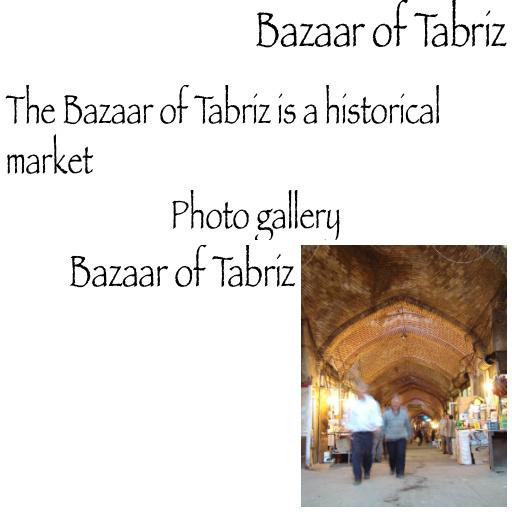 Bazaar of Tabriz
The Bazaar of Tabriz is a historical
market
Photo gallery
Bazaar of Tabriz